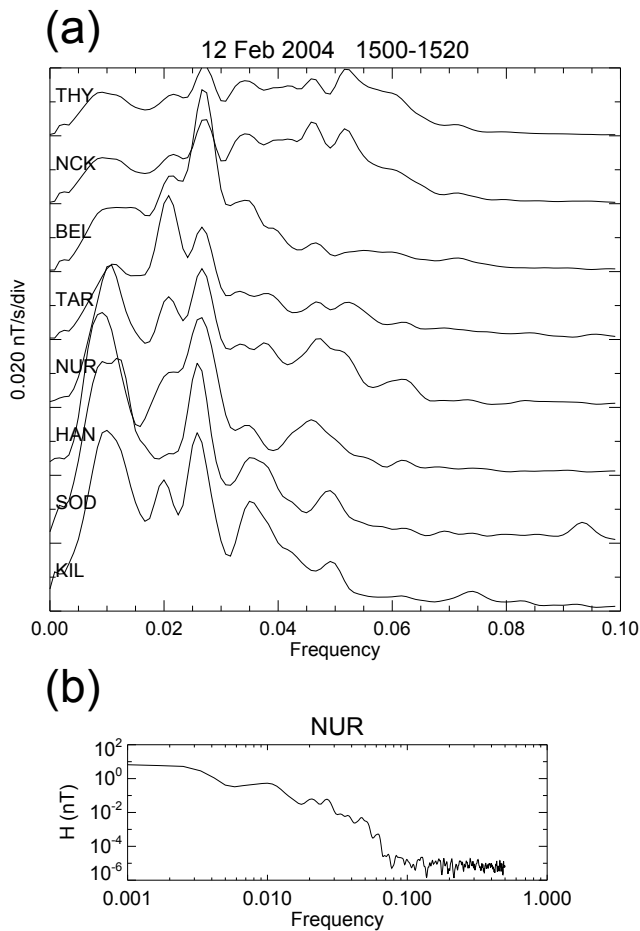 (a)
12 Feb 2004 1500-1520
THY
NCK
BEL
TAR
NUR
HAN
SOD
KIL
0.020 nT/s/div
0.00 0.02 0.04 0.06 0.08 0.10
Frequency
(b)
NUR
10^2
10^0
10^-2
10^-4
10^-6
H (nT)
0.001 0.010 0.100 1.000
Frequency